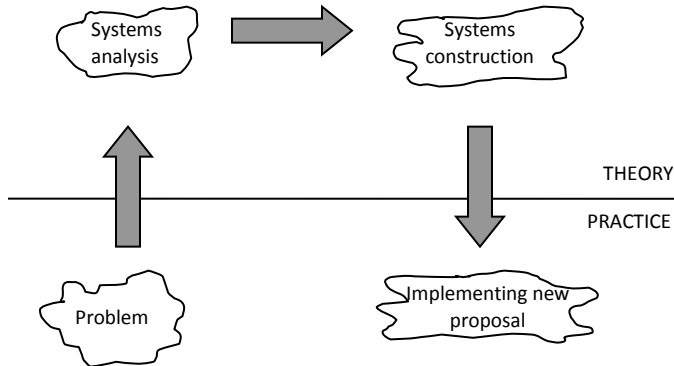 Systems
analysis
Systems
construction
THEORY
PRACTICE
Problem
Implementing new
proposal